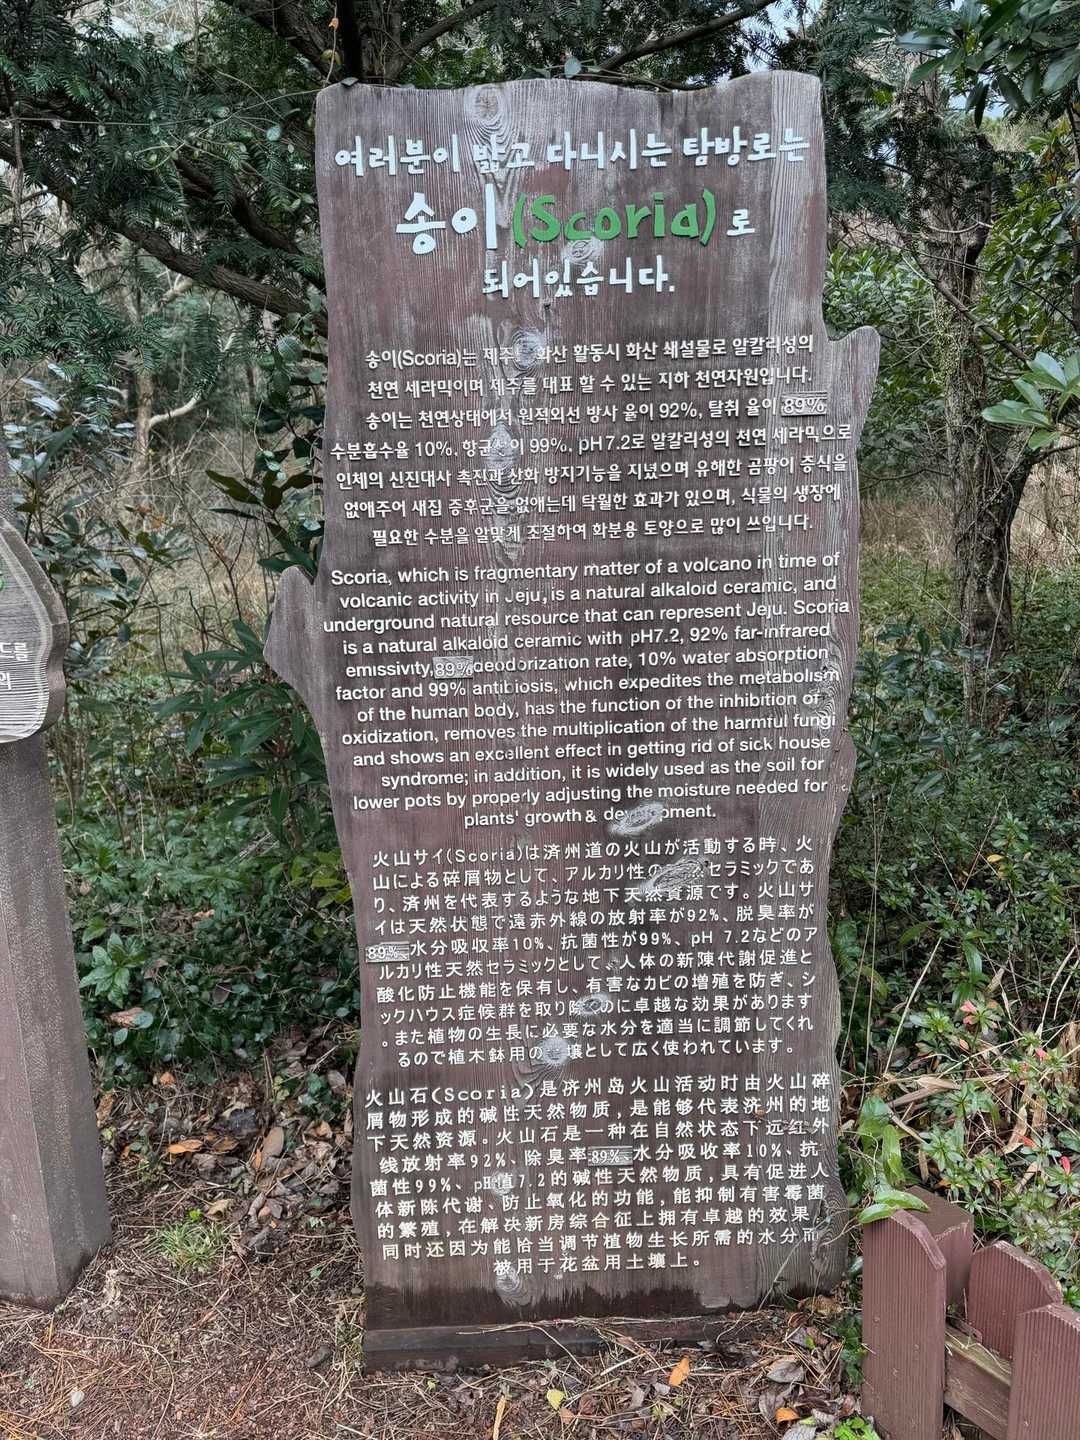 여러분이 밟고 다니시는 탐방로는
송이(Scoria)로
되어있습니다.
송이(Scoria)는 제주도 화산 활동시 화산 쇄설물로 알칼리성의
천연 세라믹이며 제주를 대표 할 수 있는 지하 천연자원입니다.
송이는 천연상태에서 원적외선 방사 율이 92%, 탈취 율이 89%
수분흡수율 10%, 항균성이 99%, pH7.2로 알칼리성의 천연 세라믹으로
인체의 신진대사 촉진과 산화 방지기능을 지녔으며 유해한 곰팡이 증식을
없애주어 새집 증후군을 없애는데 탁월한 효과가 있으며, 식물의 생장에
필요한 수분을 알맞게 조절하여 화분용 토양으로 많이 쓰입니다.
Scoria, which is fragmentary matter of a volcano in time of
volcanic activity in Jeju, is a natural alkaloid ceramic, and
underground natural resource that can represent Jeju. Scoria
is a natural alkaloid ceramic with pH7.2, 92% far-infrared
emissivity, 89% deodorization rate, 10% water absorption
factor and 99% antibiosis, which expedites the metabolism
of the human body, has the function of the inhibition of
oxidization, removes the multiplication of the harmful fungi
and shows an excellent effect in getting rid of sick house
syndrome; in addition, it is widely used as the soil for
lower pots by properly adjusting the moisture needed for
plants' growth & development.
火山サイ(Scoria)は済州道の火山が活動する時、火
山による碎屑物として、アルカリ性の 然セラミックであ
り、済州を代表するような地下天然資源です。火山サ
イは天然状態で遠赤外線の放射率が92%、脱臭率が
89% 水分吸収率10%、抗菌性が99%、pH 7.2などのア
ルカリ性天然セラミックとして、人体の新陳代謝促進と
酸化防止機能を保有し、有害なカビの増殖を防ぎ、シ
ックハウス症候群を取り除 のに卓越な効果があります
。また植物の生長に必要な水分を適当に調節してくれ
るので植木鉢用の 壌として広く使われています。
火山石(Scoria)是济州岛火山活动时由火山碎
屑物形成的碱性天然物质,是能够代表济州的地
下天然资源。火山石是一种在自然状态下远红外
线放射率92%、除臭率89%、水分吸收率10%、抗
菌性99%、pH值7.2的碱性天然物质,具有促进人
体新陈代谢、防止氧化的功能,能抑制有害霉菌
的繁殖,在解决新房综合征上拥有卓越的效果,
同时还因为能恰当调节植物生长所需的水分而
被用于花盆用土壤上。
드를
의